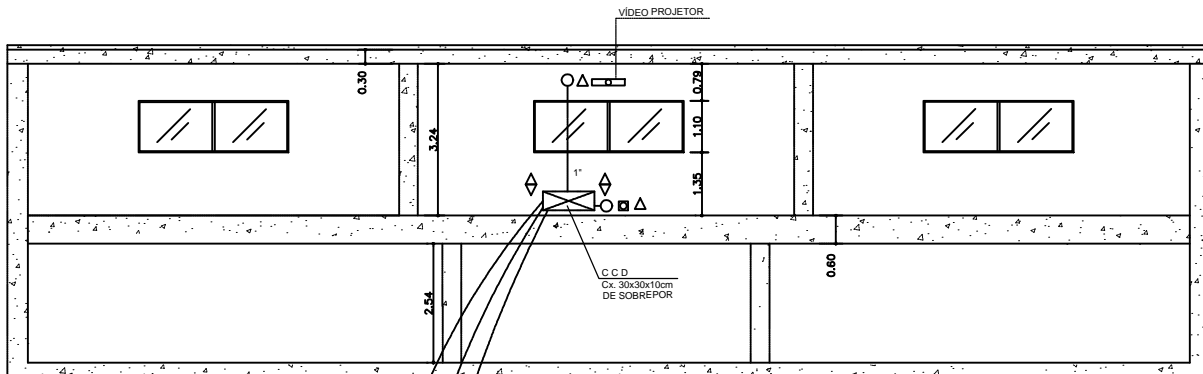 VÍDEO PROJETOR
0.30
0.79
1.10
3.24
1.35
1"
C C D
Cx. 30x30x10cm
DE SOBREPOR
0.60
2.54